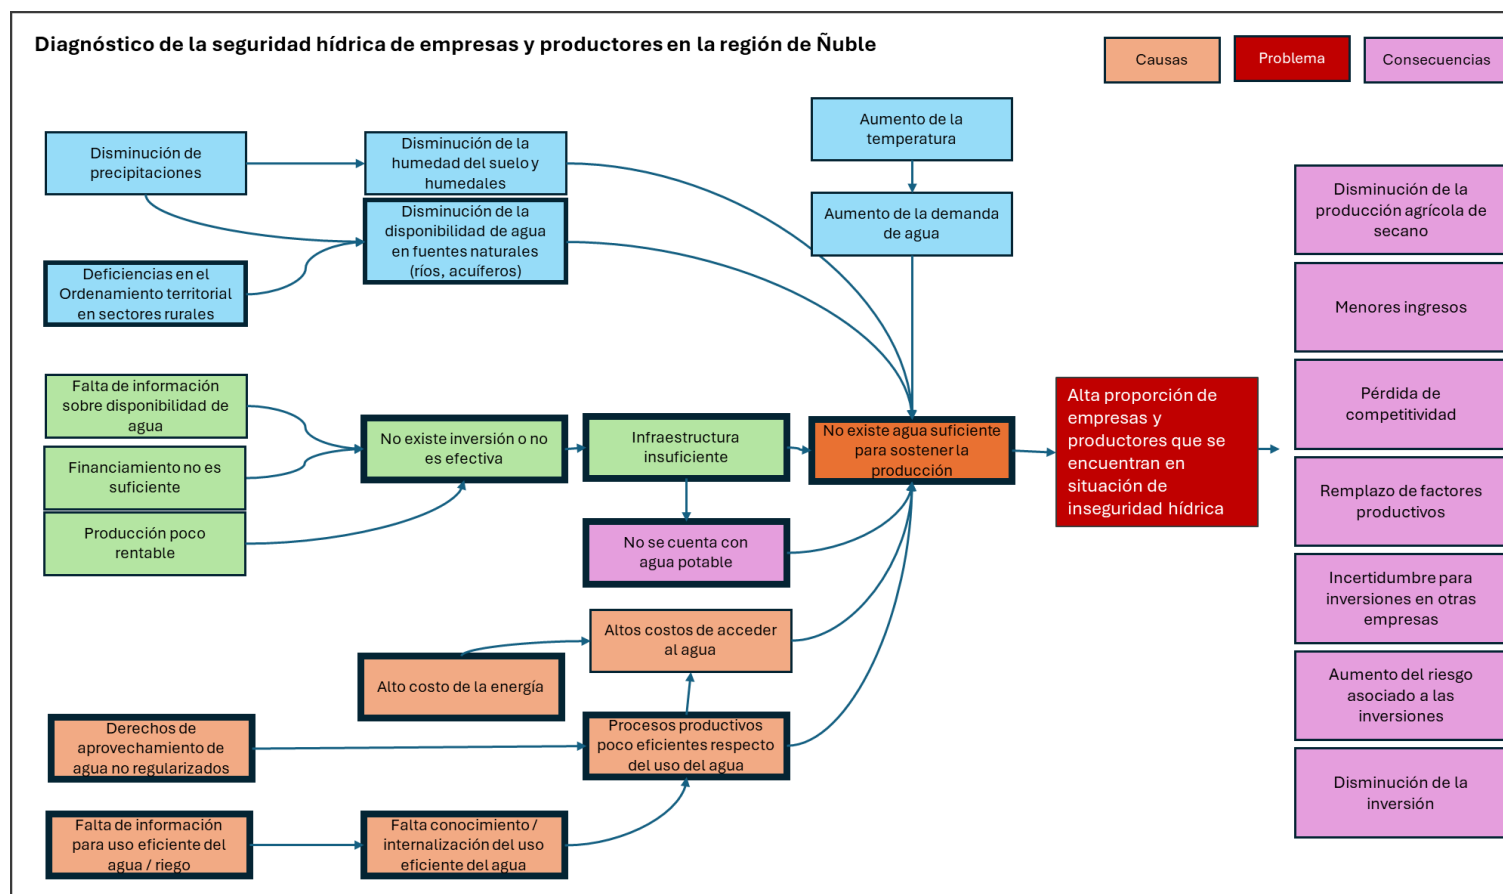 Diagnóstico de la seguridad hídrica de empresas y productores en la región de Ñuble
Causas
Problema
Consecuencias
Disminución de
precipitaciones
Deficiencias en el
Ordenamiento territorial
en sectores rurales
Disminución de la
humedad del suelo y
humedales
Disminución de la
disponibilidad de agua
en fuentes naturales
(ríos, acuíferos)
Aumento de la
temperatura
Aumento de la demanda
de agua
Falta de información
sobre disponibilidad de
agua
Financiamiento no es
suficiente
Producción poco
rentable
No existe inversión o no
es efectiva
Infraestructura
insuficiente
No se cuenta con
agua potable
No existe agua suficiente
para sostener la
producción
Altos costos de acceder
al agua
Alto costo de la energía
Derechos de
aprovechamiento de
agua no regularizados
Procesos productivos
poco eficientes respecto
del uso del agua
Falta de información
para uso eficiente del
agua / riego
Falta conocimiento /
internalización del uso
eficiente del agua
Alta proporción de
empresas y
productores que se
encuentran en
situación de
inseguridad hídrica
Disminución de la
producción agrícola de
secano
Menores ingresos
Pérdida de
competitividad
Remplazo de factores
productivos
Incertidumbre para
inversiones en otras
empresas
Aumento del riesgo
asociado a las
inversiones
Disminución de la
inversión